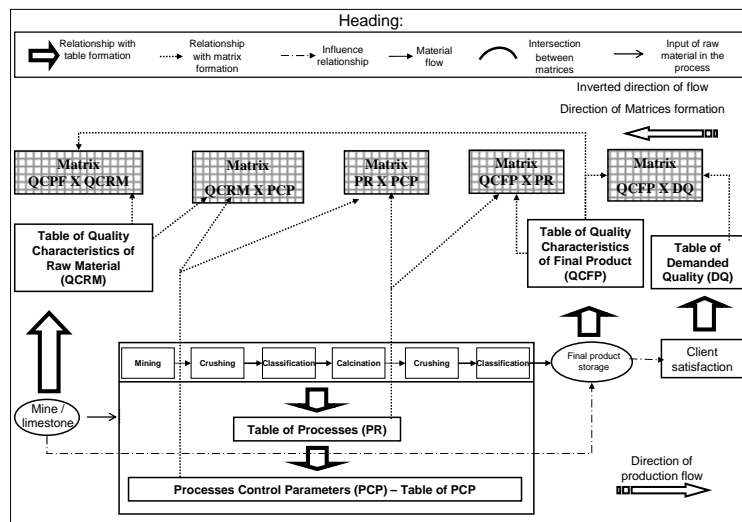 Heading:
Relationship with
table formation
Relationship
with matrix
formation
Influence
relationship
Material
flow
Intersection
between
matrices
Input of raw
material in the
process
Inverted direction of flow
Direction of Matrices formation
Matrix
QCPF X QCRM
Matrix
QCRM X PCP
Matrix
PR X PCP
Matrix
QCFP X PR
Matrix
QCFP X DQ
Table of Quality
Characteristics of
Raw Material
(QCRM)
Table of Quality
Characteristics
of Final Product
(QCFP)
Table of
Demanded
Quality (DQ)
Mining
Crushing
Classification
Calcination
Crushing
Classification
Final product
storage
Client
satisfaction
Mine /
limestone
Table of Processes (PR)
Processes Control Parameters (PCP) – Table of PCP
Direction of
production flow